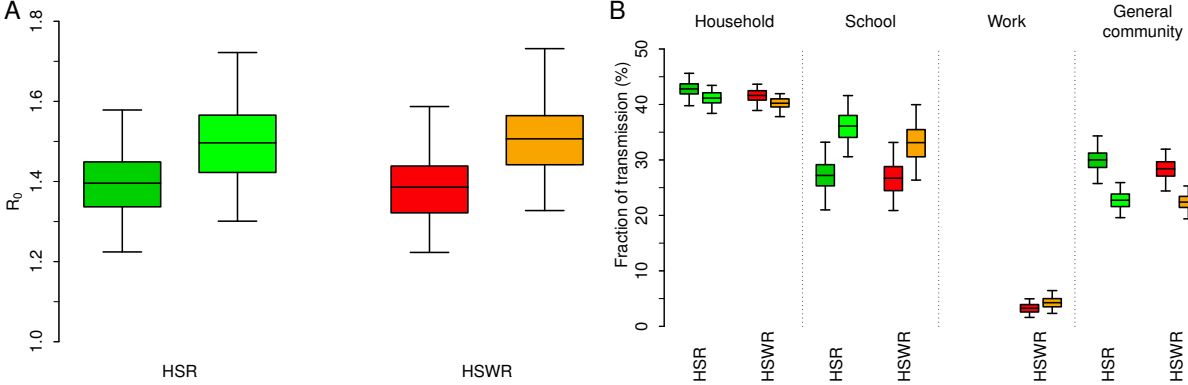 A
R0
1.0
1.2
1.4
1.6
1.8
HSR
HSWR
B
Household
School
Work
General
community
Fraction of transmission (%)
0
10
20
30
40
50
HSR
HSWR
HSR
HSWR
HSWR
HSR
HSWR